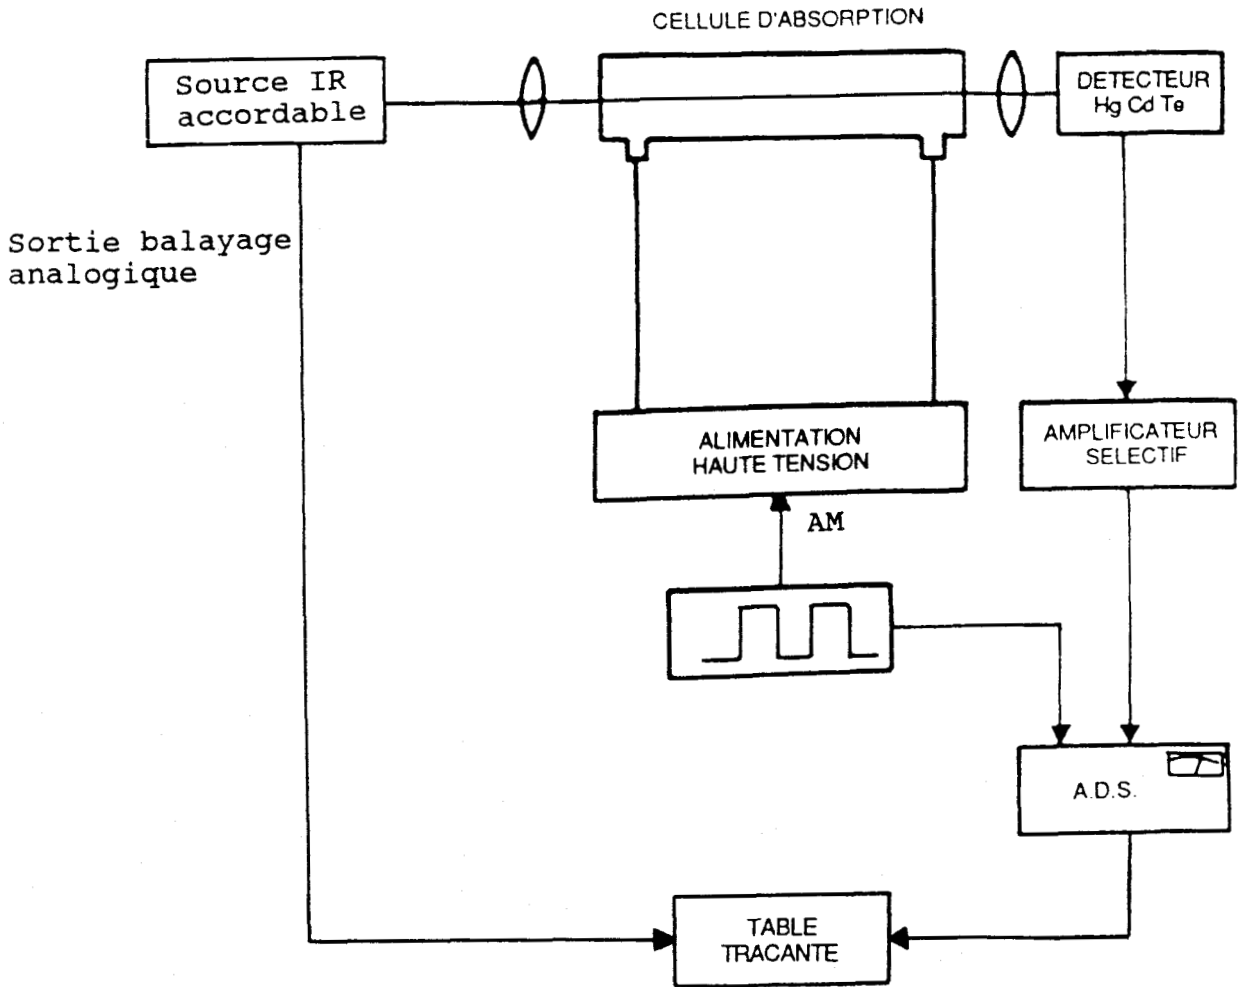 CELLULE D'ABSORPTION
Source IR
accordable
DETECTEUR
Hg Cd Te
Sortie balayage
analogique
ALIMENTATION
HAUTE TENSION
AMPLIFICATEUR
SELECTIF
AM
A.D.S.
TABLE
TRACANTE